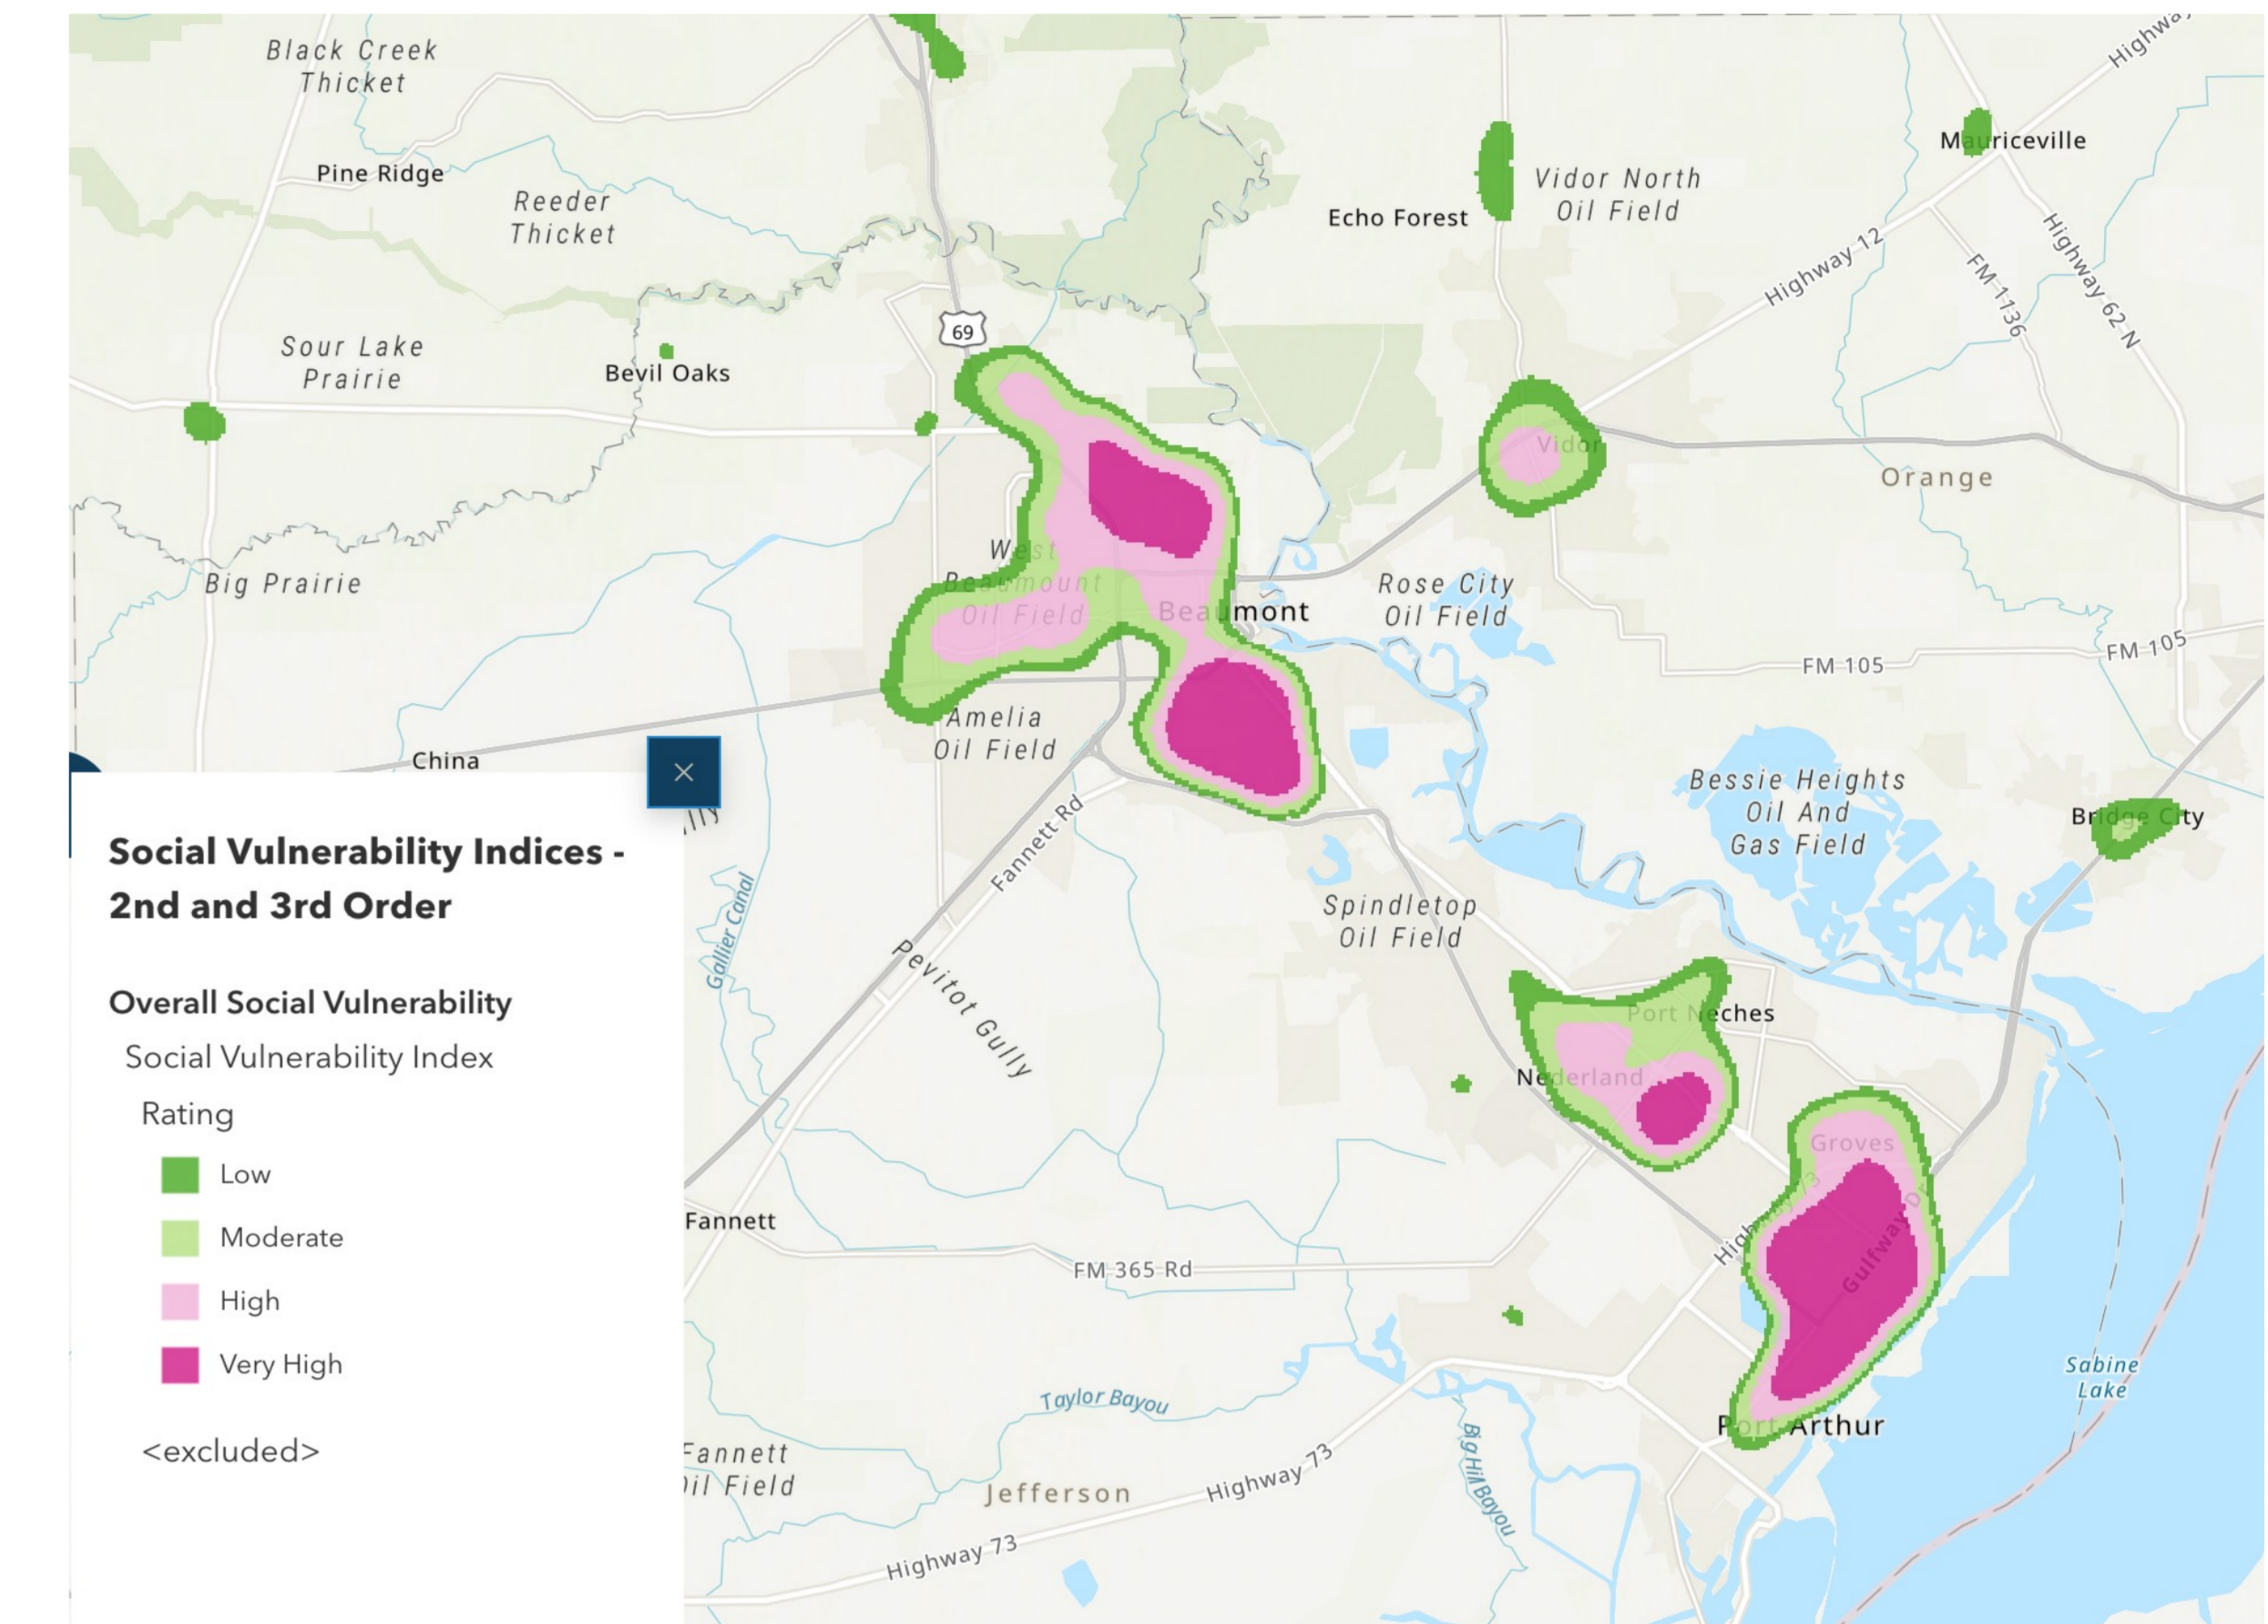 Black Creek
Thicket
Highway
Mauriceville
Pine Ridge
Reeder
Thicket
Vidor North
Oil Field
Echo Forest
Highway 12
FM 1136
Highway 62 N
69
Sour Lake
Prairie
Bevil Oaks
Vidor
Orange
West
Beaumount
Oil Field
Big Prairie
Beaumont
Rose City
Oil Field
FM 105
FM 105
Amelia
Oil Field
China
Bessie Heights
Oil And
Gas Field
Bridge City
Fannett Rd
Gallier Canal
Pevitot Gully
Spindletop
Oil Field
Port Neches
Nederland
Groves
Highway 73
Gulfway Dr
Fannett
FM 365 Rd
Sabine
Lake
Taylor Bayou
Port Arthur
Big Hill Bayou
Fannett
Oil Field
Jefferson
Highway 73
Highway 73
×
Social Vulnerability Indices -
2nd and 3rd Order
Overall Social Vulnerability
Social Vulnerability Index
Rating
Low
Moderate
High
Very High
<excluded>